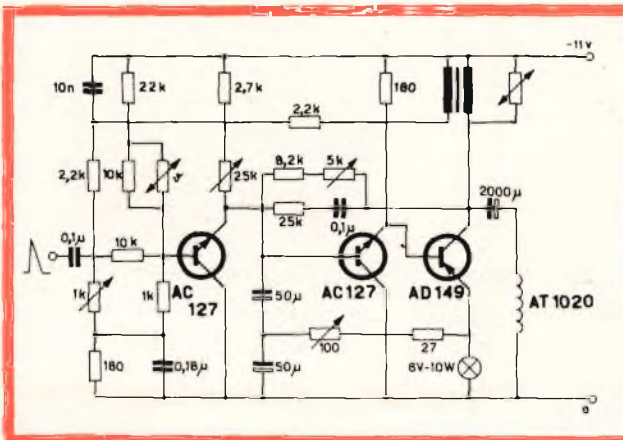 -11v
10n
22k
2,7k
180
2,2k
2,2k
10k
25k
8,2k
5k
25k
0,1µ
2000µ
0,1µ
10k
AC
127
AC127
AD149
AT1020
1k
1k
50µ
100
27
180
0,18µ
50µ
6V-10W
0